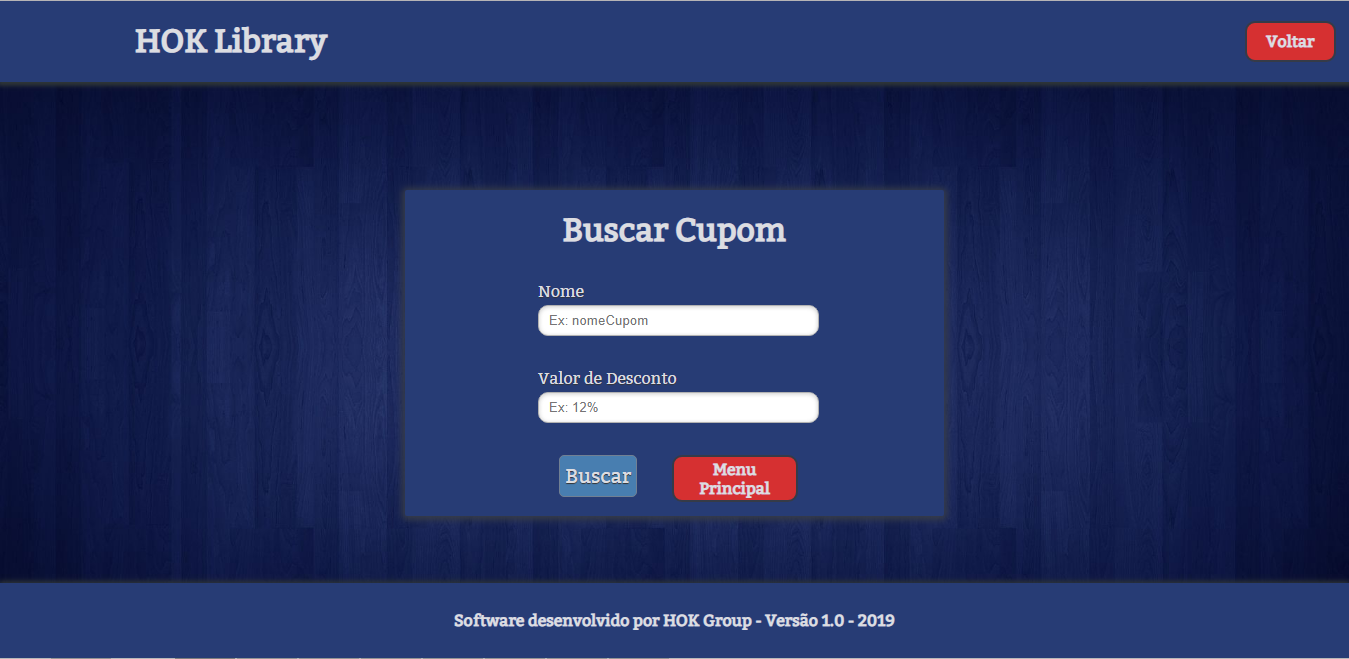 HOK Library
Voltar
Buscar Cupom
Nome
Ex: nomeCupom
Valor de Desconto
Ex: 12%
Buscar
Menu
Principal
Software desenvolvido por HOK Group - Versão 1.0 - 2019